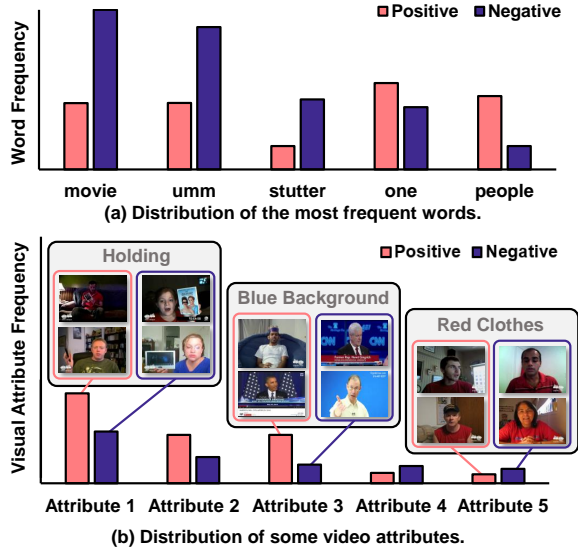 Positive Negative
Word Frequency
movie umm stutter one people
(a) Distribution of the most frequent words.
Positive Negative
Visual Attribute Frequency
Holding
Blue Background
CNN
CNN
Red Clothes
Attribute 1 Attribute 2 Attribute 3 Attribute 4 Attribute 5
(b) Distribution of some video attributes.